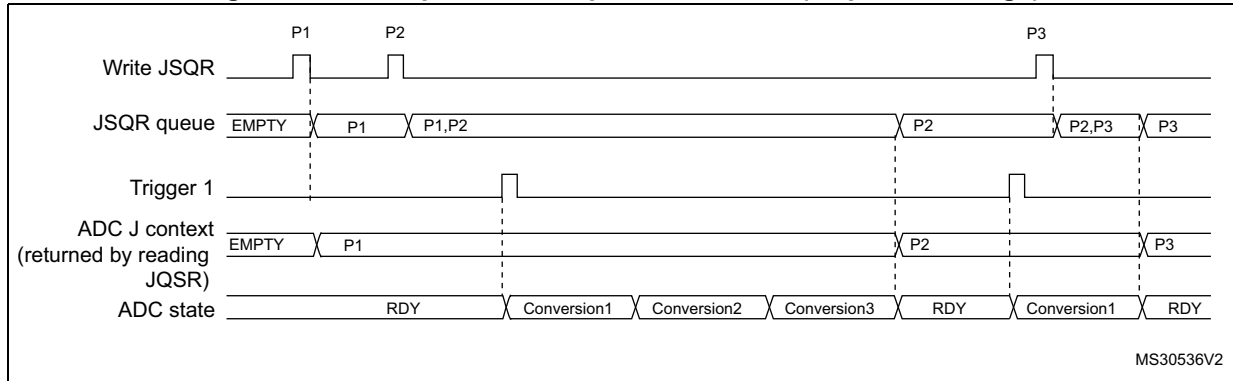 P1 P2 P3
Write JSQR
JSQR queue EMPTY P1 P1,P2 P2 P2,P3 P3
Trigger 1
ADC J context
(returned by reading
JQSR)
EMPTY P1 P2 P3
ADC state RDY Conversion1 Conversion2 Conversion3 RDY Conversion1 RDY
MS30536V2